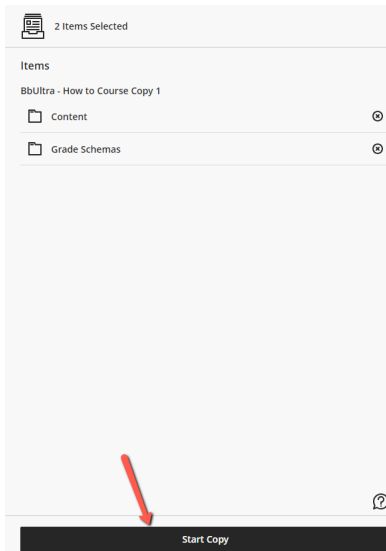 2 Items Selected
Items
BbUltra - How to Course Copy 1
Content
Grade Schemas
Start Copy